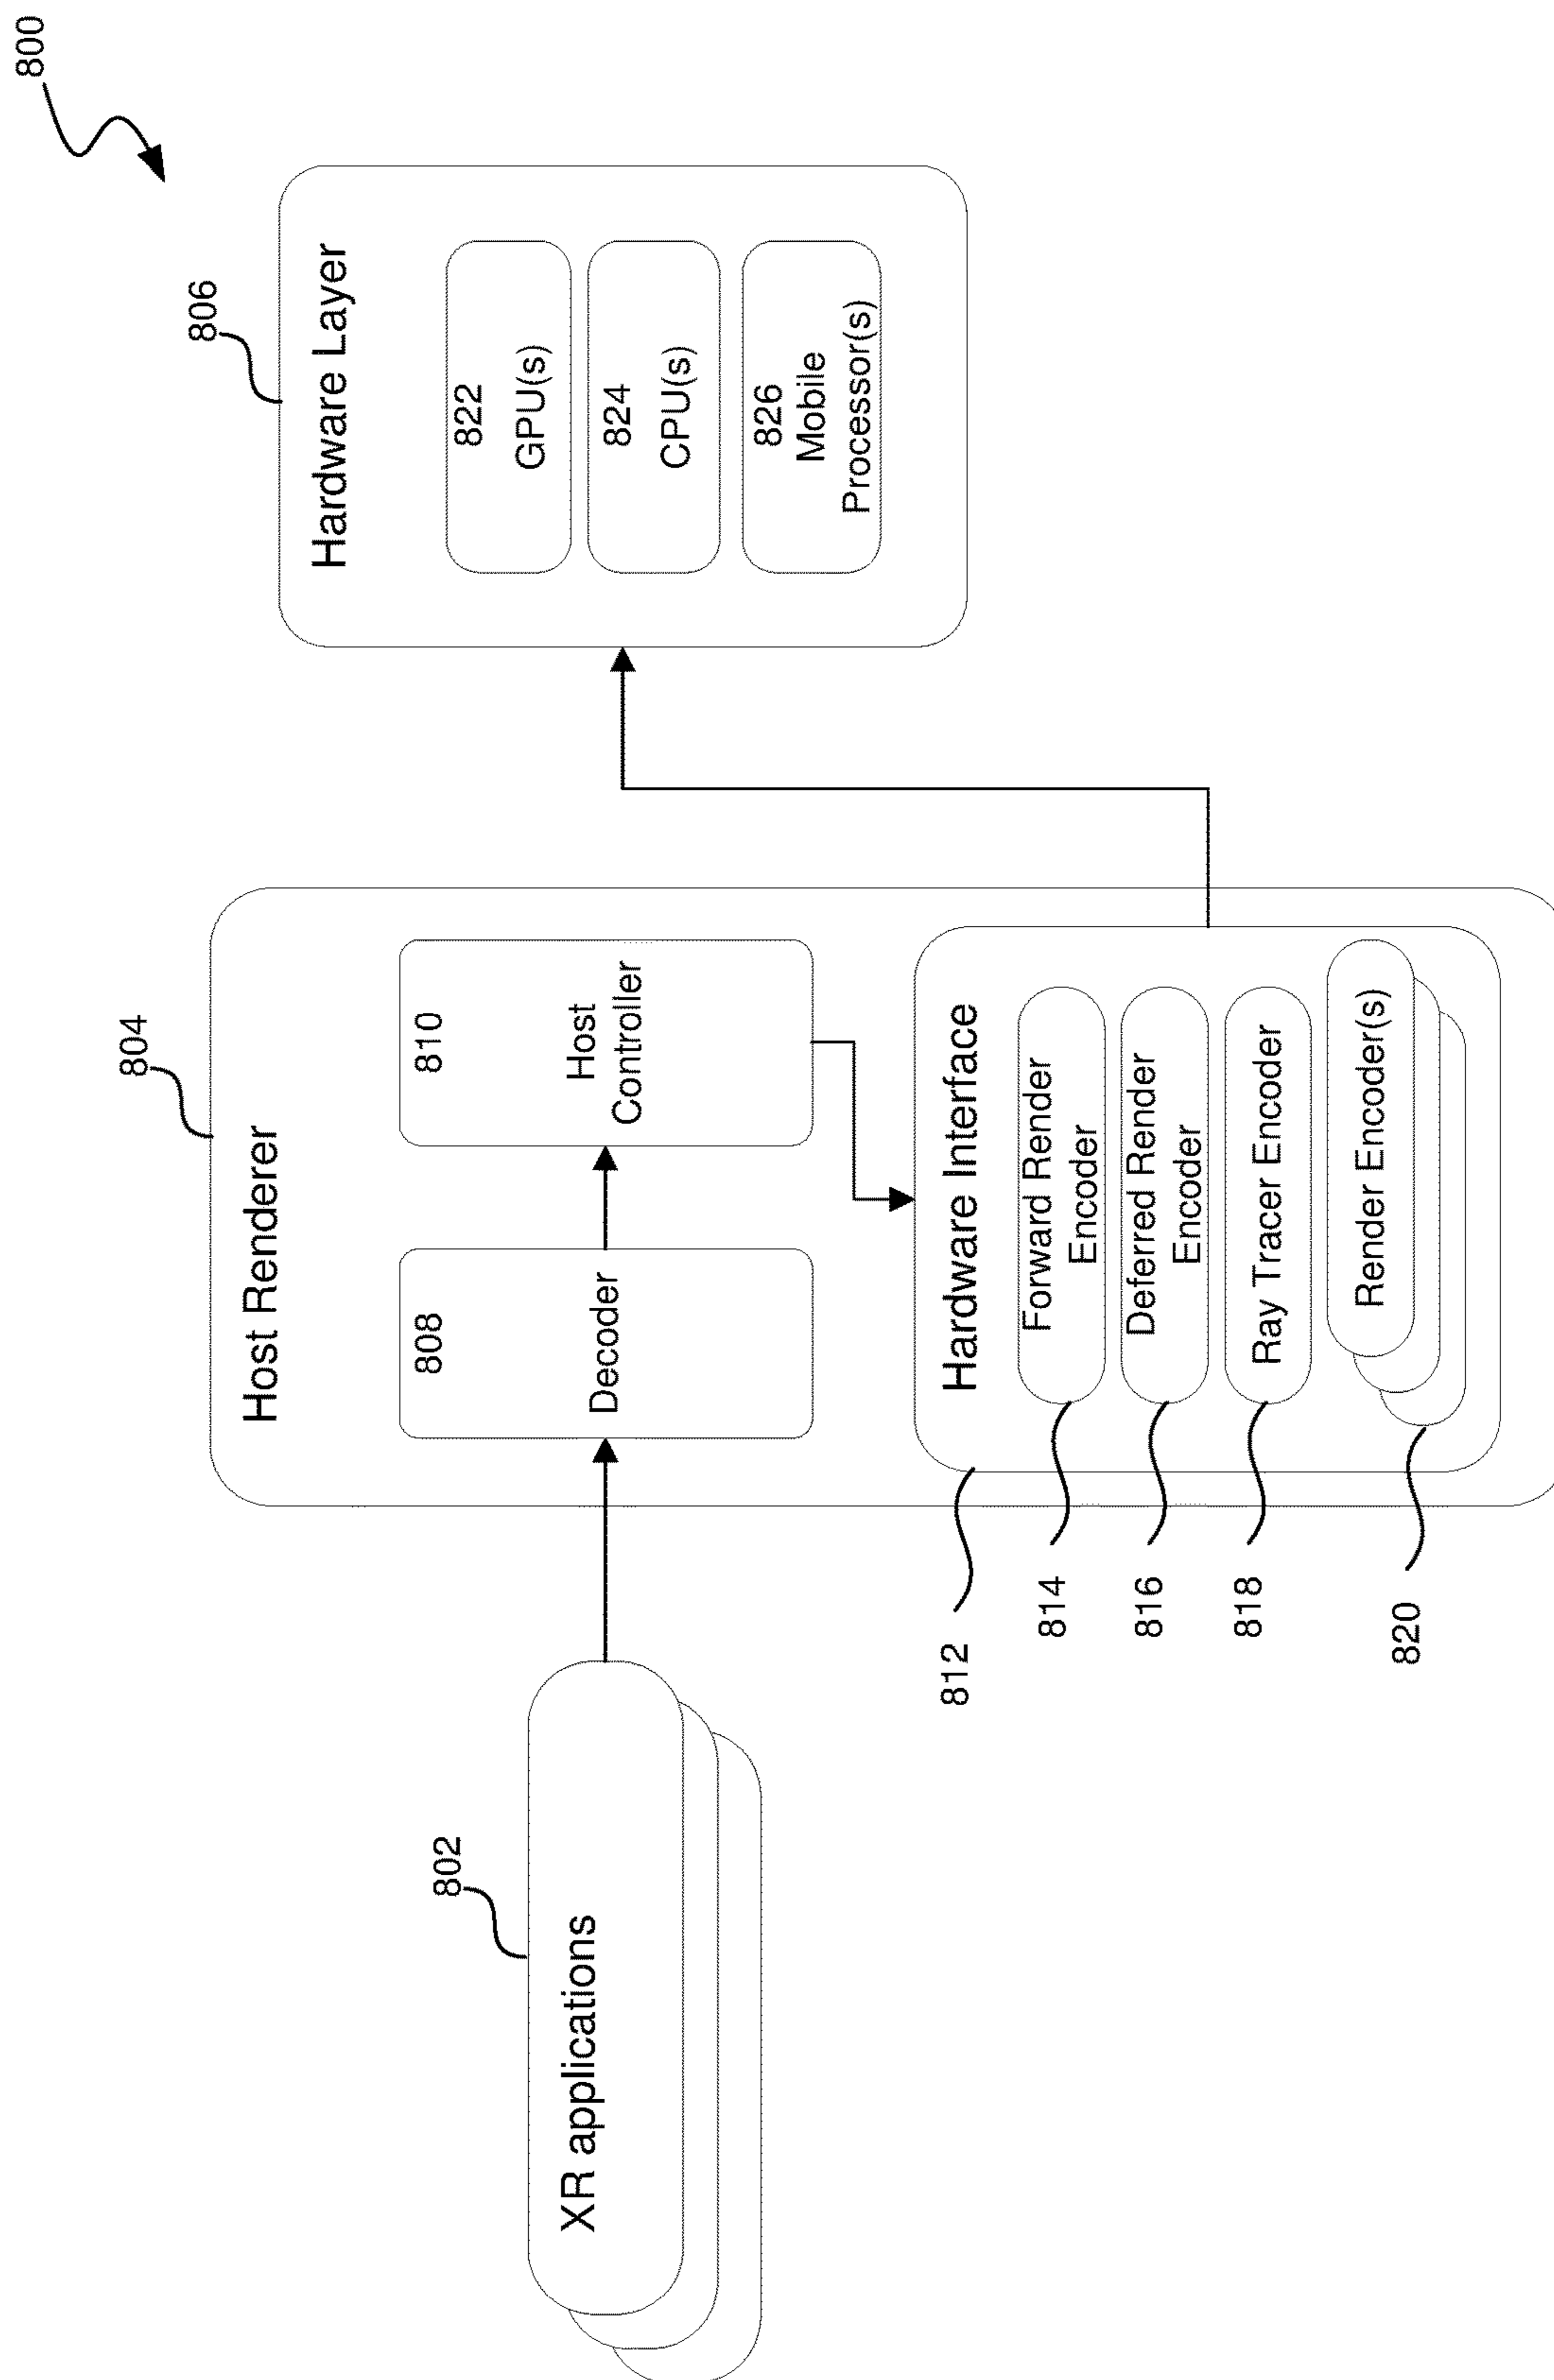 800
806
Hardware Layer
822
GPU(s)
824
CPU(s)
826
Mobile
Processor(s)
804
Host Renderer
808
Decoder
810
Host
Controller
Hardware Interface
Forward Render
Encoder
Deferred Render
Encoder
Ray Tracer Encoder
Render Encoder(s)
812
814
816
818
820
802
XR applications